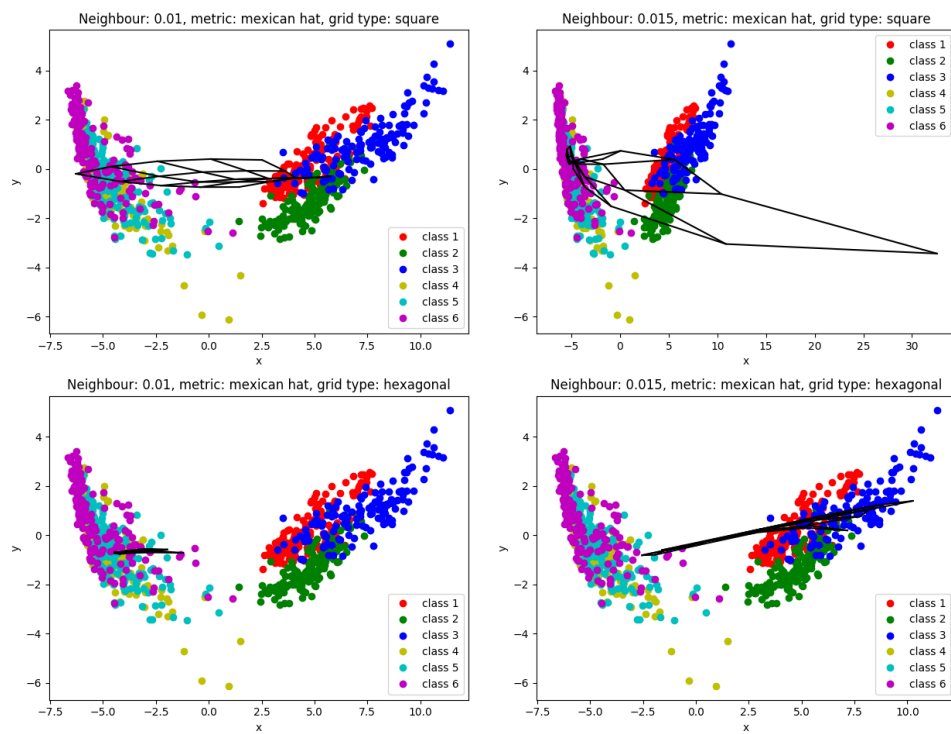 Neighbour: 0.01, metric: mexican hat, grid type: square
4
2
0
−2
−4
−6
y
−7.5 −5.0 −2.5 0.0 2.5 5.0 7.5 10.0
x
class 1
class 2
class 3
class 4
class 5
class 6
Neighbour: 0.015, metric: mexican hat, grid type: square
4
2
0
−2
−4
−6
y
−5 0 5 10 15 20 25 30
x
class 1
class 2
class 3
class 4
class 5
class 6
Neighbour: 0.01, metric: mexican hat, grid type: hexagonal
4
2
0
−2
−4
−6
y
−7.5 −5.0 −2.5 0.0 2.5 5.0 7.5 10.0
x
class 1
class 2
class 3
class 4
class 5
class 6
Neighbour: 0.015, metric: mexican hat, grid type: hexagonal
4
2
0
−2
−4
−6
y
−7.5 −5.0 −2.5 0.0 2.5 5.0 7.5 10.0
x
class 1
class 2
class 3
class 4
class 5
class 6